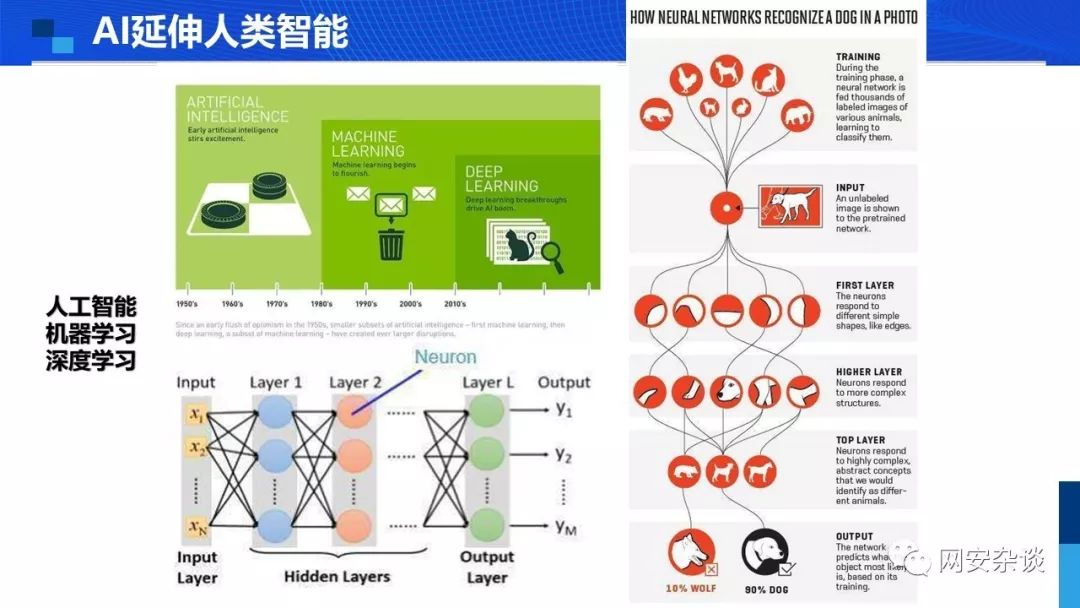 AI延伸人类智能
人工智能
机器学习
深度学习
ARTIFICIAL
INTELLIGENCE
Early artificial intelligence
stirs excitement.
MACHINE
LEARNING
Machine learning begins
to flourish.
DEEP
LEARNING
Deep learning breakthroughs
drive AI boom.
1950's 1960's 1970's 1980's 1990's 2000's 2010's
Since an early flush of optimism in the 1950s, smaller subsets of artificial intelligence – first machine learning, then
deep learning, a subset of machine learning – have created ever larger disruptions.
Neuron
Input Layer 1 Layer 2 Layer L Output
x1 …… y1
x2 …… y2
xN …… yM
Input
Layer
Hidden Layers
Output
Layer
HOW NEURAL NETWORKS RECOGNIZE A DOG IN A PHOTO
TRAINING
During the
training phase, a
neural network is
fed thousands of
labeled images of
various animals,
learning to
classify them.
INPUT
An unlabeled
image is shown
to the pretrained
network.
FIRST LAYER
The neurons
respond to
different simple
shapes, like edges.
HIGHER LAYER
Neurons respond
to more complex
structures.
TOP LAYER
Neurons respond
to highly complex,
abstract concepts
that we would
identify as differ-
ent animals.
OUTPUT
The network
predicts what
object most
is, based on its
training.
10% WOLF 90% DOG
网安杂谈